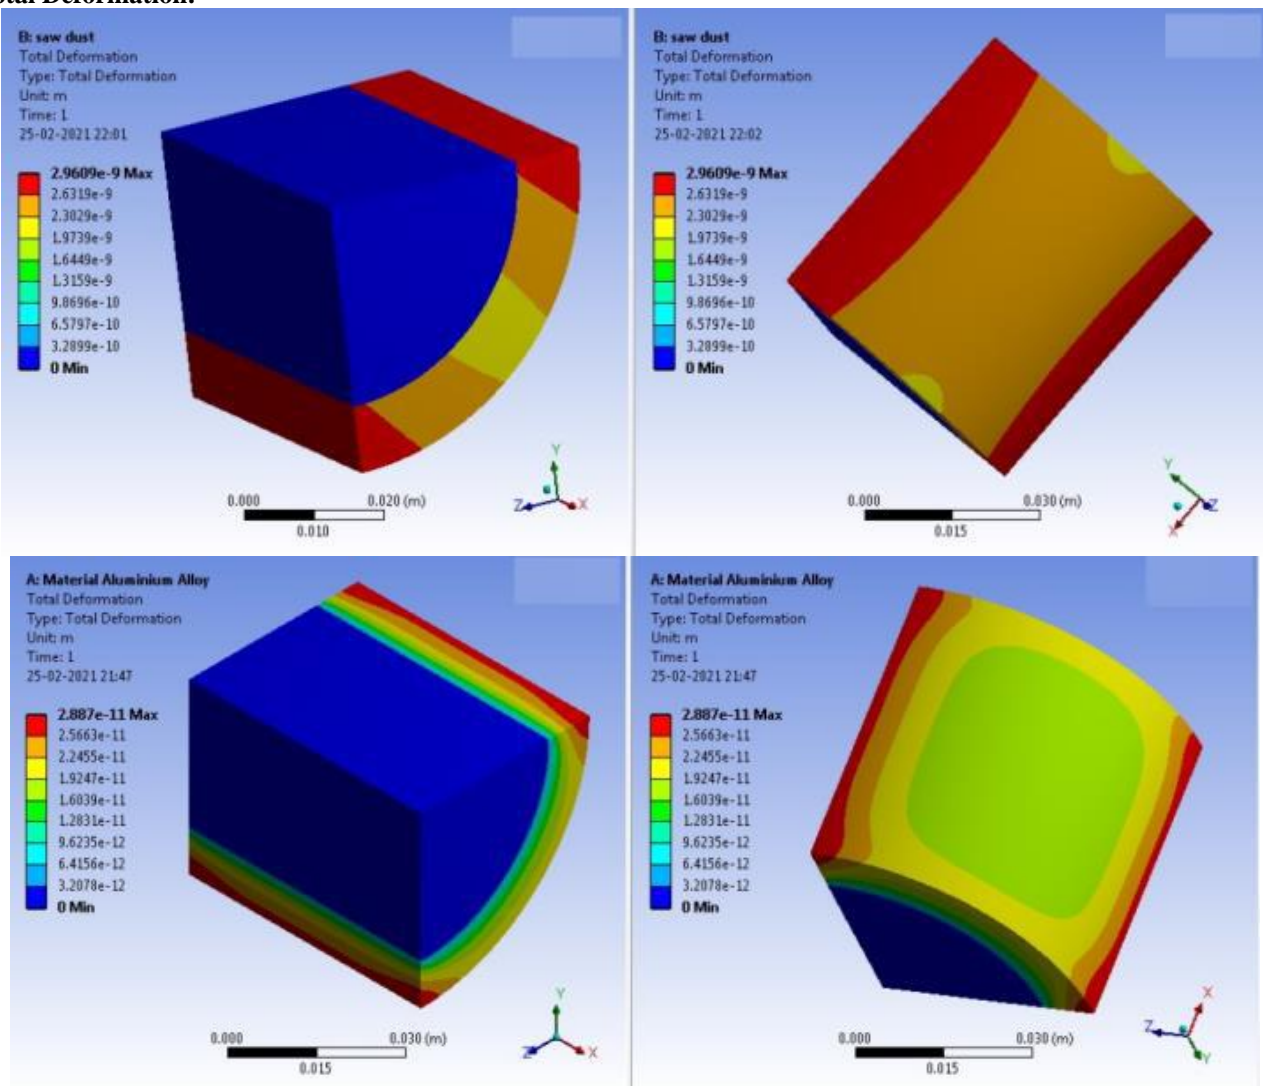 Total Deformation:
B: saw dust
Total Deformation
Type: Total Deformation
Unit: m
Time: 1
25-02-2021 22:01
2.9609e-9 Max
2.6319e-9
2.3029e-9
1.9739e-9
1.6449e-9
1.3159e-9
9.8696e-10
6.5797e-10
3.2899e-10
0 Min
Y
Z
X
0.000
0.020 (m)
0.010
B: saw dust
Total Deformation
Type: Total Deformation
Unit: m
Time: 1
25-02-2021 22:02
2.9609e-9 Max
2.6319e-9
2.3029e-9
1.9739e-9
1.6449e-9
1.3159e-9
9.8696e-10
6.5797e-10
3.2899e-10
0 Min
Y
Z
X
0.000
0.030 (m)
0.015
A: Material Aluminium Alloy
Total Deformation
Type: Total Deformation
Unit: m
Time: 1
25-02-2021 21:47
2.887e-11 Max
2.5663e-11
2.2455e-11
1.9247e-11
1.6039e-11
1.2831e-11
9.6235e-12
6.4156e-12
3.2078e-12
0 Min
Y
Z
X
0.000
0.030 (m)
0.015
A: Material Aluminium Alloy
Total Deformation
Type: Total Deformation
Unit: m
Time: 1
25-02-2021 21:47
2.887e-11 Max
2.5663e-11
2.2455e-11
1.9247e-11
1.6039e-11
1.2831e-11
9.6235e-12
6.4156e-12
3.2078e-12
0 Min
X
Z
Y
0.000
0.030 (m)
0.015